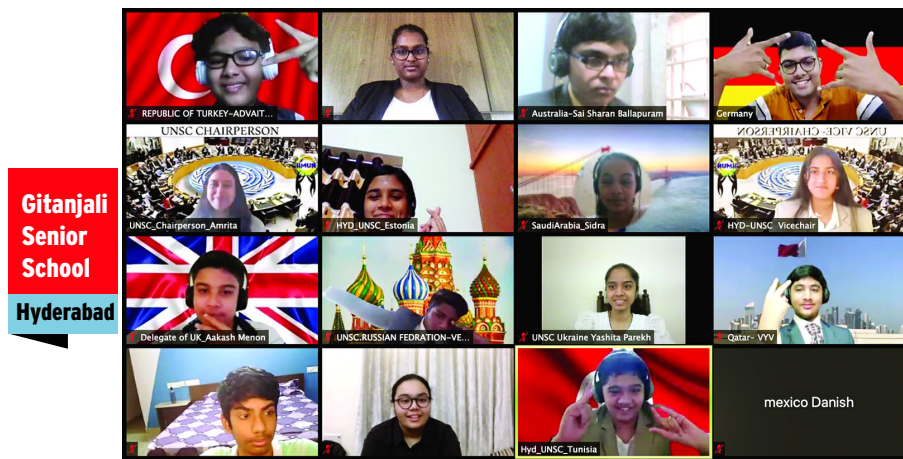 Gitanjali
Senior
School
Hyderabad
REPUBLIC OF TURKEY-ADVAIT...
Australia-Sai Sharan Ballapuram
Germany
UNSC CHAIRPERSON
UNSC_Chairperson_Amrita
HYD_UNSC_Estonia
SaudiArabia_Sidra
UNSC VICE- CHAIRPERSON
HYD-UNSC_Vicechair
Delegate of UK_Aakash Menon
UNSC.RUSSIAN FEDRATION-VE...
UNSC Ukraine Yashita Parekh
Qatar- VYV
Hyd_UNSC_Tunisia
mexico Danish